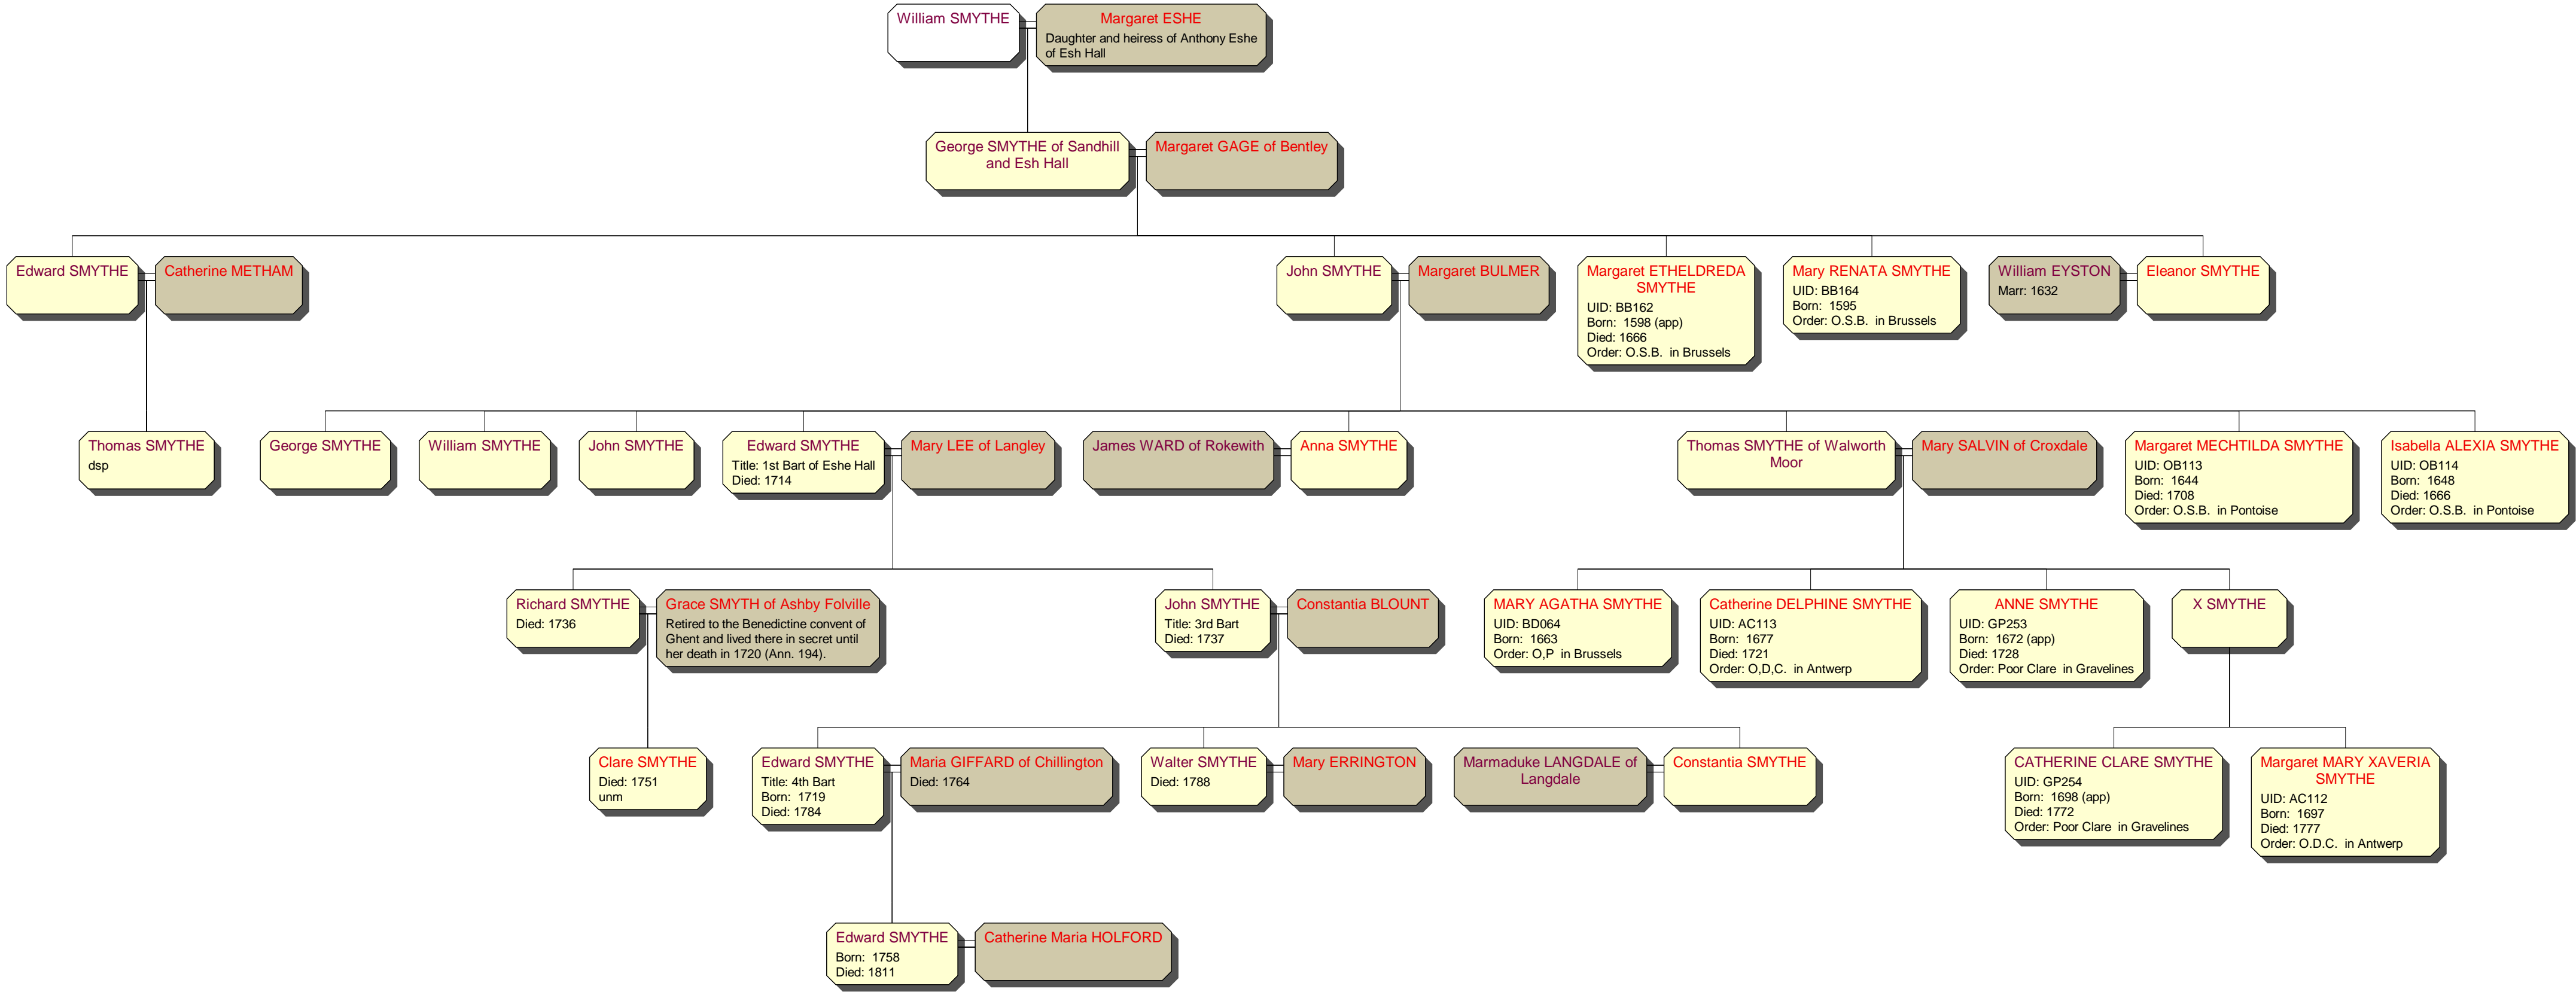 William SMYTHE
Margaret ESHE
Daughter and heiress of Anthony Eshe
of Esh Hall
George SMYTHE of Sandhill
and Esh Hall
Margaret GAGE of Bentley
Edward SMYTHE
Catherine METHAM
John SMYTHE
Margaret BULMER
Margaret ETHELDREDA
SMYTHE
UID: BB162
Born: 1598 (app)
Died: 1666
Order: O.S.B. in Brussels
Mary RENATA SMYTHE
UID: BB164
Born: 1595
Order: O.S.B. in Brussels
William EYSTON
Marr: 1632
Eleanor SMYTHE
Thomas SMYTHE
dsp
George SMYTHE
William SMYTHE
John SMYTHE
Edward SMYTHE
Title: 1st Bart of Eshe Hall
Died: 1714
Mary LEE of Langley
James WARD of Rokewith
Anna SMYTHE
Thomas SMYTHE of Walworth
Moor
Mary SALVIN of Croxdale
Margaret MECHTILDA SMYTHE
UID: OB113
Born: 1644
Died: 1708
Order: O.S.B. in Pontoise
Isabella ALEXIA SMYTHE
UID: OB114
Born: 1648
Died: 1666
Order: O.S.B. in Pontoise
Richard SMYTHE
Died: 1736
Grace SMYTH of Ashby Folville
Retired to the Benedictine convent of
Ghent and lived there in secret until
her death in 1720 (Ann. 194).
John SMYTHE
Title: 3rd Bart
Died: 1737
Constantia BLOUNT
MARY AGATHA SMYTHE
UID: BD064
Born: 1663
Order: O,P in Brussels
Catherine DELPHINE SMYTHE
UID: AC113
Born: 1677
Died: 1721
Order: O,D,C. in Antwerp
ANNE SMYTHE
UID: GP253
Born: 1672 (app)
Died: 1728
Order: Poor Clare in Gravelines
X SMYTHE
Clare SMYTHE
Died: 1751
unm
Edward SMYTHE
Title: 4th Bart
Born: 1719
Died: 1784
Maria GIFFARD of Chillington
Died: 1764
Walter SMYTHE
Died: 1788
Mary ERRINGTON
Marmaduke LANGDALE of
Langdale
Constantia SMYTHE
CATHERINE CLARE SMYTHE
UID: GP254
Born: 1698 (app)
Died: 1772
Order: Poor Clare in Gravelines
Margaret MARY XAVERIA
SMYTHE
UID: AC112
Born: 1697
Died: 1777
Order: O.D.C. in Antwerp
Edward SMYTHE
Born: 1758
Died: 1811
Catherine Maria HOLFORD